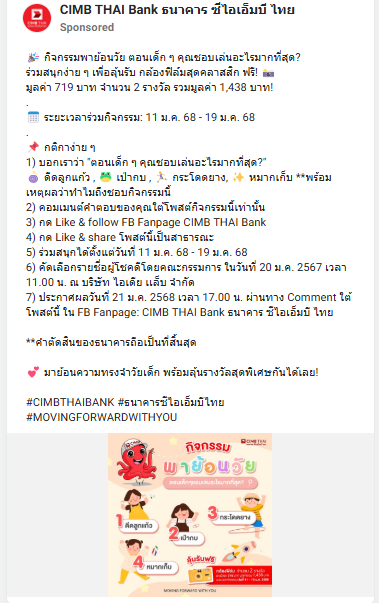 CIMB THAI Bank ธนาคาร ซีไอเอ็มบี ไทย
Sponsored
🎉 กิจกรรมพาย้อนวัย ตอนเด็ก ๆ คุณชอบเล่นอะไรมากที่สุด?
ร่วมสนุกง่าย ๆ เพื่อลุ้นรับ กล้องฟิล์มสุดคลาสสิก ฟรี! 📷
มูลค่า 719 บาท จำนวน 2 รางวัล รวมมูลค่า 1,438 บาท!
.
🗓️ ระยะเวลาร่วมกิจกรรม: 11 ม.ค. 68 - 19 ม.ค. 68
.
📌 กติกาง่าย ๆ
1) บอกเราว่า "ตอนเด็ก ๆ คุณชอบเล่นอะไรมากที่สุด?"
🔮 ดีดลูกแก้ว , 🐸 เป่ากบ , 🏃 กระโดดยาง, ✨ หมากเก็บ **พร้อม
เหตุผลว่าทำไมถึงชอบกิจกรรมนี้
2) คอมเมนต์คำตอบของคุณใต้โพสต์กิจกรรมนี้เท่านั้น
3) กด Like & follow FB Fanpage CIMB THAI Bank
4) กด Like & share โพสต์นี้เป็นสาธารณะ
5) ร่วมสนุกได้ตั้งแต่วันที่ 11 ม.ค. 68 - 19 ม.ค. 68
6) คัดเลือกรายชื่อผู้โชคดีโดยคณะกรรมการ ในวันที่ 20 ม.ค. 2567 เวลา
11.00 น. ณ บริษัท ไอเดีย แล็บ จำกัด
7) ประกาศผลวันที่ 21 ม.ค. 2568 เวลา 17.00 น. ผ่านทาง Comment ใต้
โพสต์นี้ ใน FB Fanpage: CIMB THAI Bank ธนาคาร ซีไอเอ็มบี ไทย
**คำตัดสินของธนาคารถือเป็นที่สิ้นสุด
💕 มาย้อนความทรงจำวัยเด็ก พร้อมลุ้นรางวัลสุดพิเศษกันได้เลย!
#CIMBTHAIBANK #ธนาคารซีไอเอ็มบีไทย
#MOVINGFORWARDWITHYOU
CIMB THAI
กิจกรรม
พาย้อนวัย
ตอนเด็กๆคุณชอบเล่นอะไรมากที่สุด?
1 ดีดลูกแก้ว
2 เป่ากบ
3 กระโดดยาง
4 หมากเก็บ
ลุ้นรับฟรี
MOVING FORWARD WITH YOU